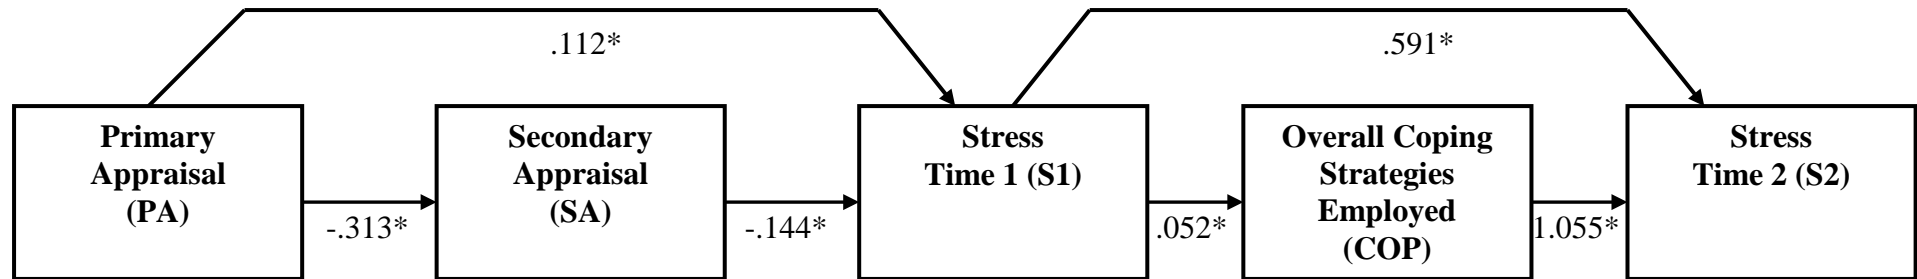 .112*
.591*
Primary
Appraisal
(PA)
Secondary
Appraisal
(SA)
Stress
Time 1 (S1)
Overall Coping
Strategies
Employed
(COP)
Stress
Time 2 (S2)
-.313*
-.144*
.052*
1.055*